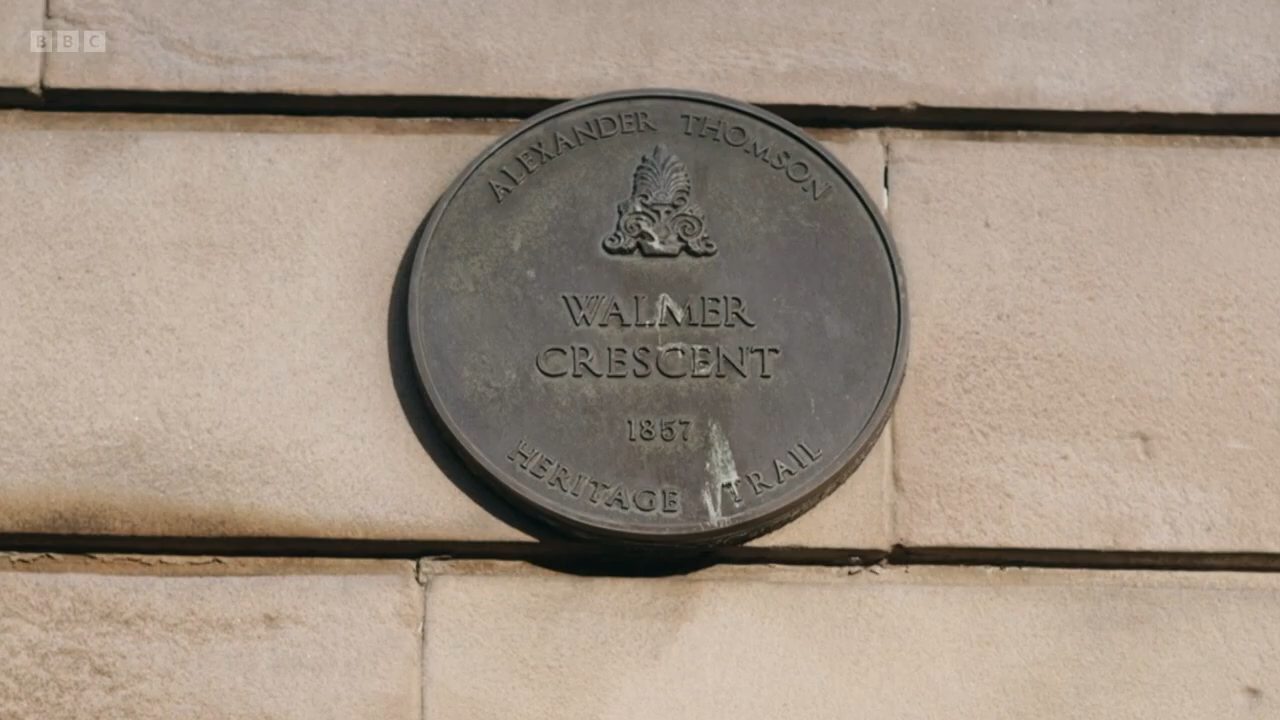 BBC
ALEXANDER THOMSON
WALMER
CRESCENT
1857
HERITAGE TRAIL